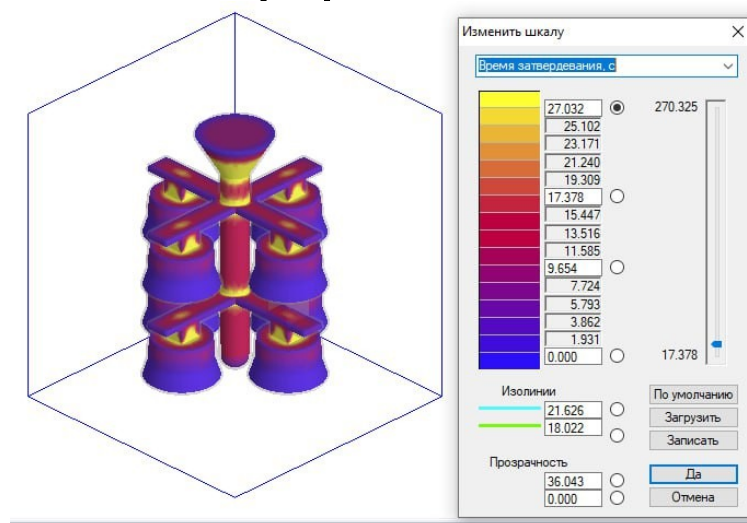 Изменить шкалу
Время затвердевания, с
27.032 270.325
25.102
23.171
21.240
19.309
17.378
15.447
13.516
11.585
9.654
7.724
5.793
3.862
1.931
0.000 17.378
Изолинии
21.626
18.022
Прозрачность
36.043
0.000
По умолчанию
Загрузить
Записать
Да
Отмена